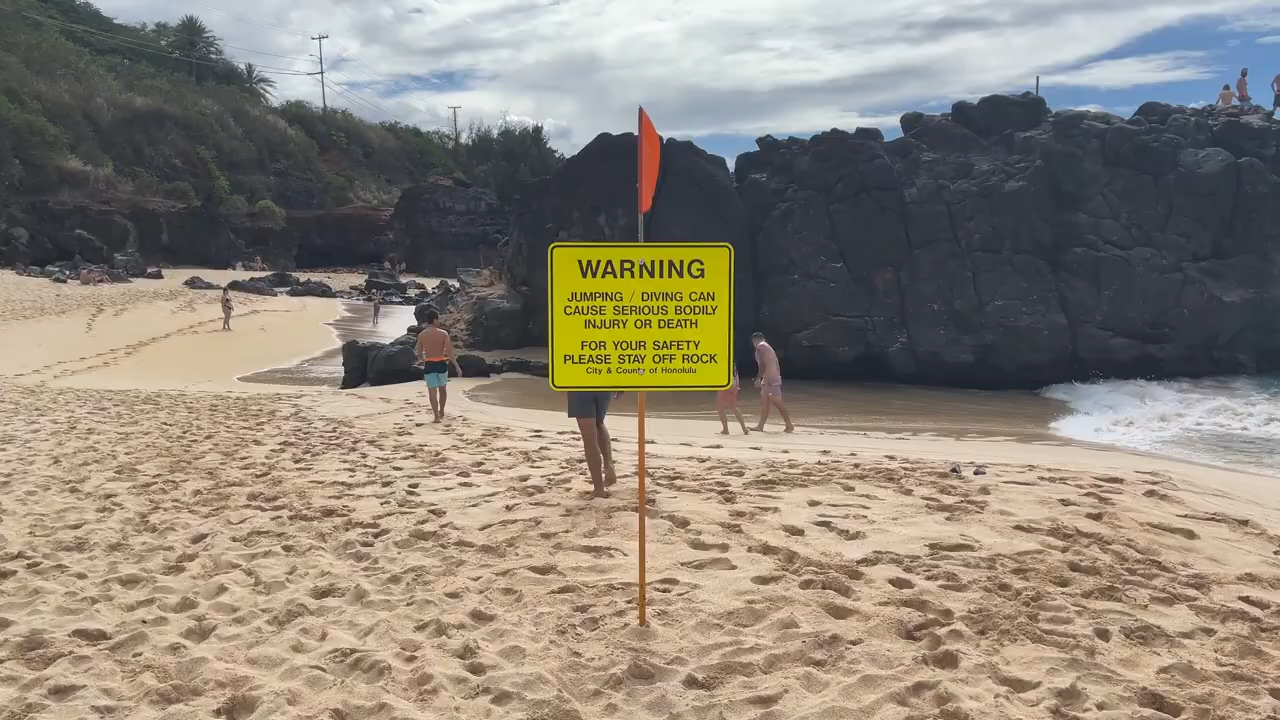 WARNING
JUMPING / DIVING CAN
CAUSE SERIOUS BODILY
INJURY OR DEATH
FOR YOUR SAFETY
PLEASE STAY OFF ROCK
City & County of Honolulu